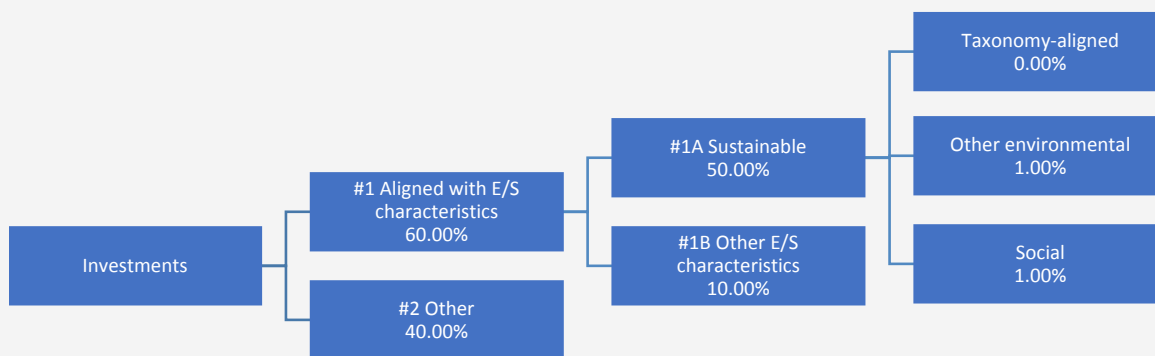 Investments
#1 Aligned with E/S
characteristics
60.00%
#2 Other
40.00%
#1A Sustainable
50.00%
#1B Other E/S
characteristics
10.00%
Taxonomy-aligned
0.00%
Other environmental
1.00%
Social
1.00%